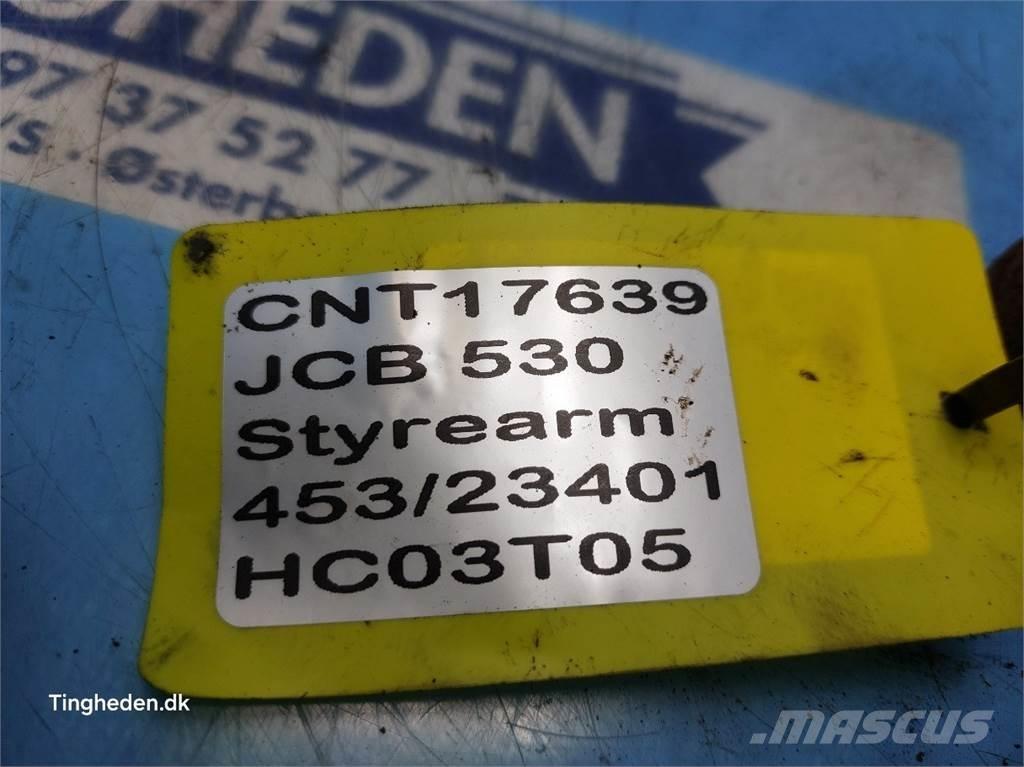 HEDEN
97 37 52 77
/S. · Østerb
CNT17639
JCB 530
Styrearm
453/23401
HC03T05
Tingheden.dk
MASCUS